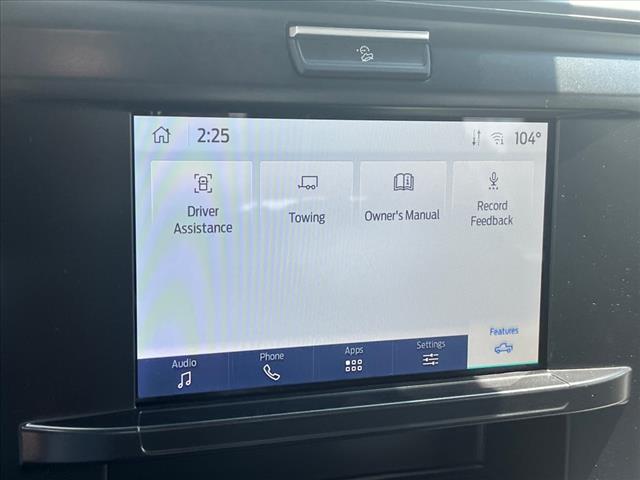 2:25 104°
Driver
Assistance
Towing
Owner's Manual
Record
Feedback
Audio
Phone
Apps
Settings
Features